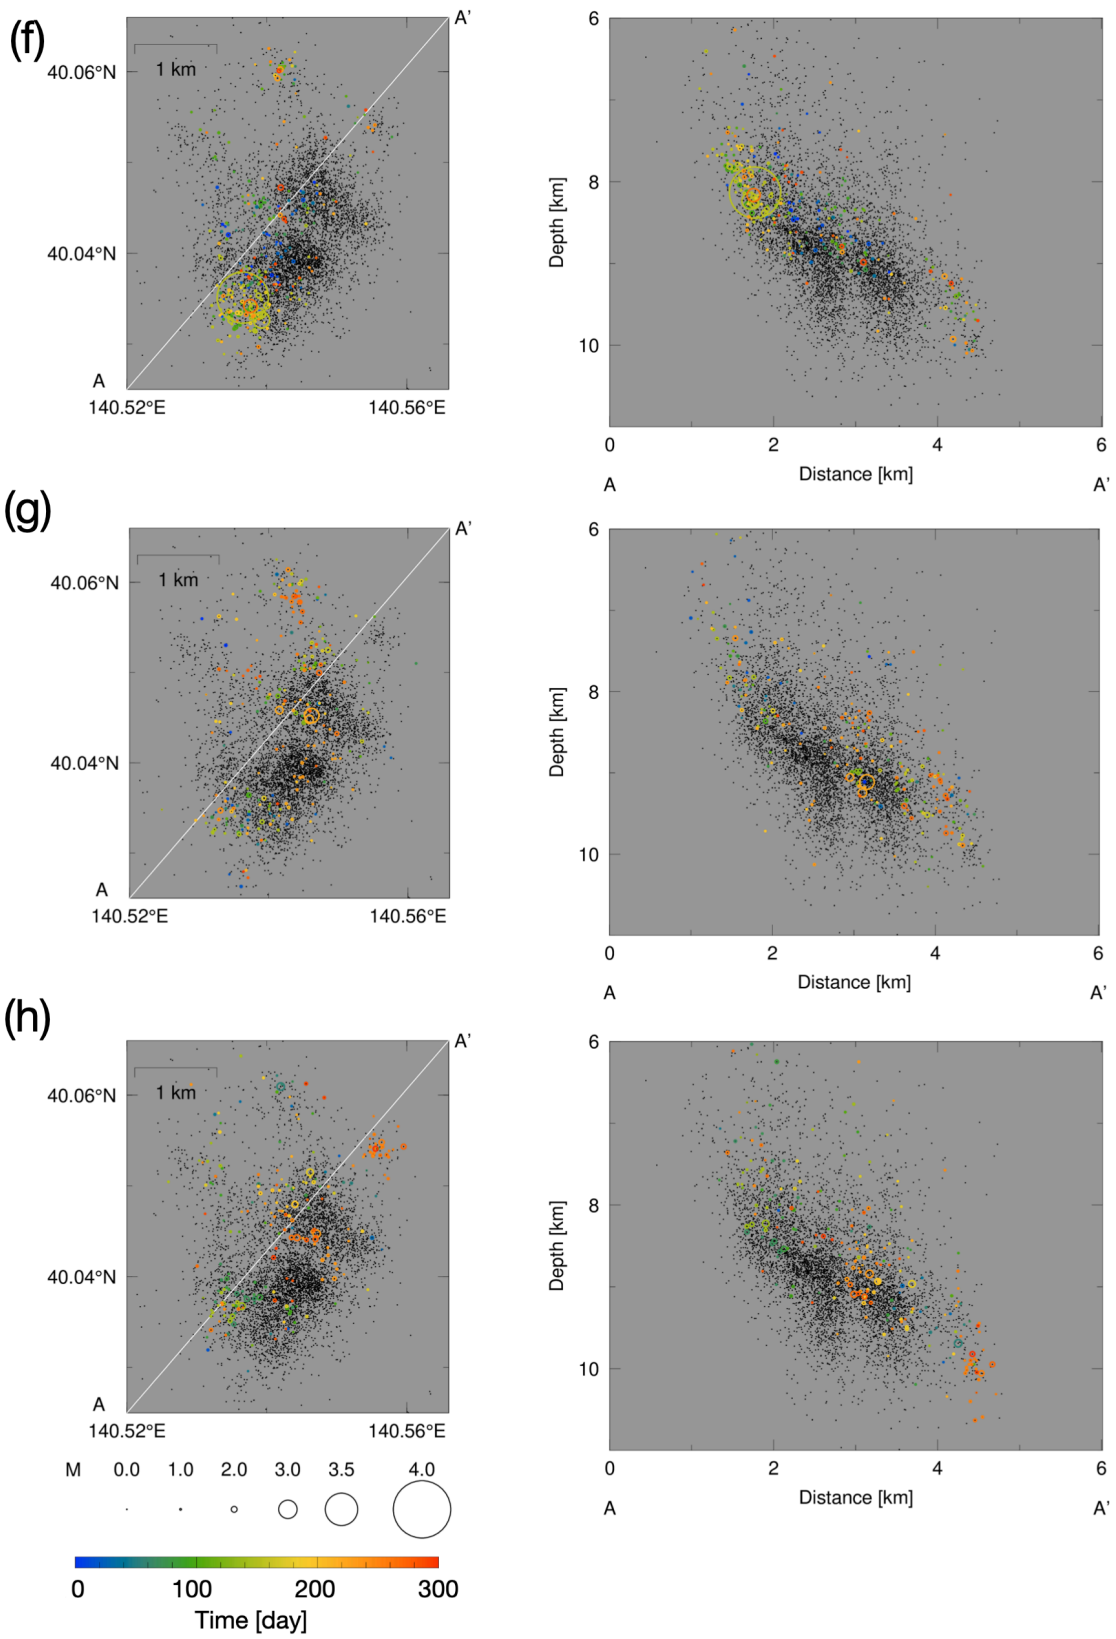 (f)
A'
1 km
40.06°N
40.04°N
A
140.52°E
140.56°E
6
8
10
Depth [km]
0
2
4
6
Distance [km]
A
A'
(g)
A'
1 km
40.06°N
40.04°N
A
140.52°E
140.56°E
6
8
10
Depth [km]
0
2
4
6
Distance [km]
A
A'
(h)
A'
1 km
40.06°N
40.04°N
A
140.52°E
140.56°E
6
8
10
Depth [km]
0
2
4
6
Distance [km]
A
A'
M 0.0 1.0 2.0 3.0 3.5 4.0
0 100 200 300
Time [day]